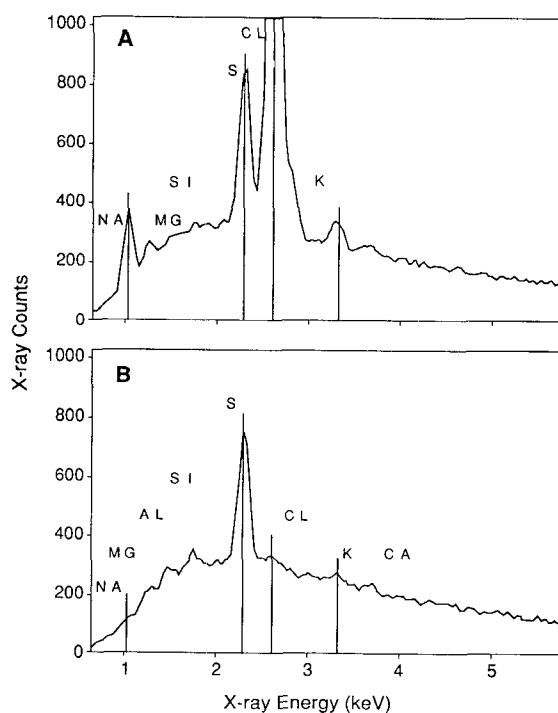 1000
A
C L
S
800
600
S I
K
400
N A
M G
200
0
X-ray Counts
1000
B
S
800
600
S I
A L
C L
400
M G
K
C A
N A
200
0
1 2 3 4 5
X-ray Energy (keV)